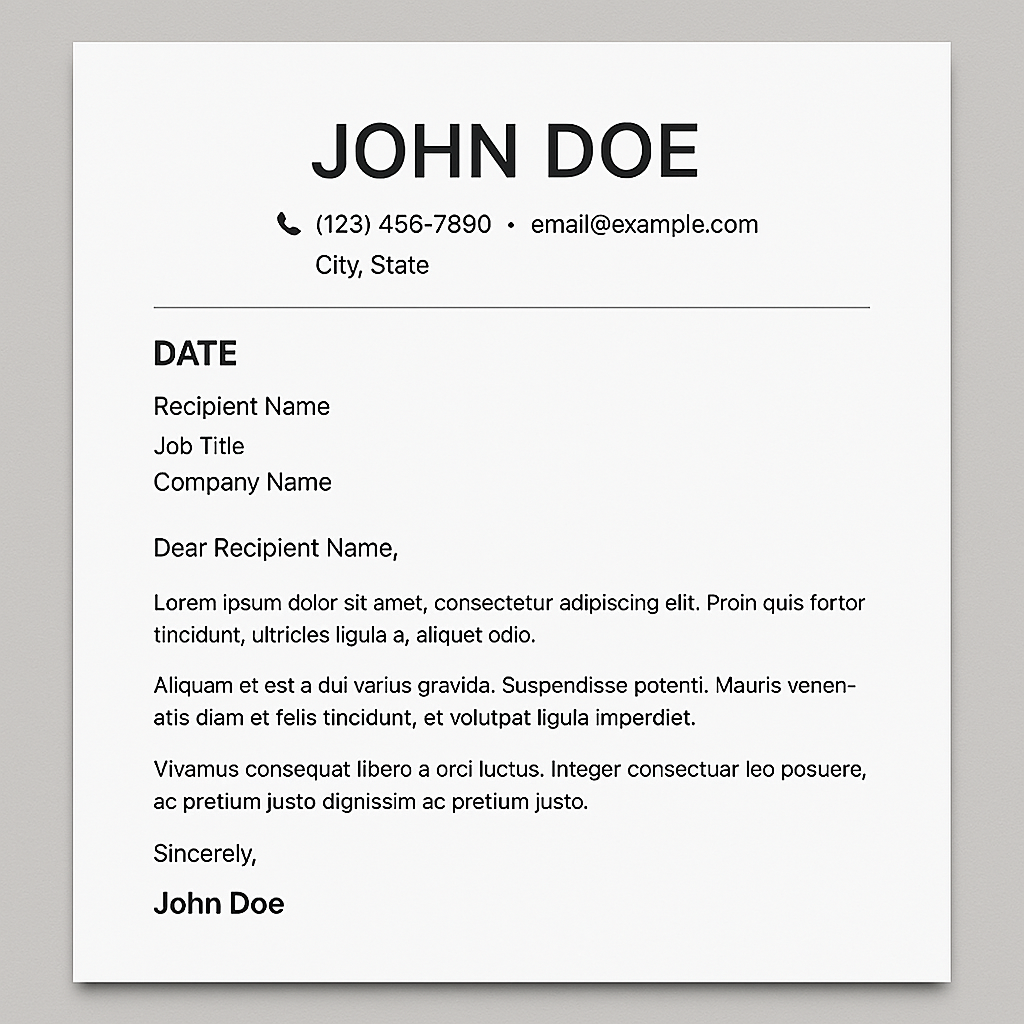 JOHN DOE
(123) 456-7890 • email@example.com
City, State
DATE
Recipient Name
Job Title
Company Name
Dear Recipient Name,
Lorem ipsum dolor sit amet, consectetur adipiscing elit. Proin quis fortor
tincidunt, ultricles ligula a, aliquet odio.
Aliquam et est a dui varius gravida. Suspendisse potenti. Mauris venen-
atis diam et felis tincidunt, et volutpat ligula imperdiet.
Vivamus consequat libero a orci luctus. Integer consectuar leo posuere,
ac pretium justo dignissim ac pretium justo.
Sincerely,
John Doe